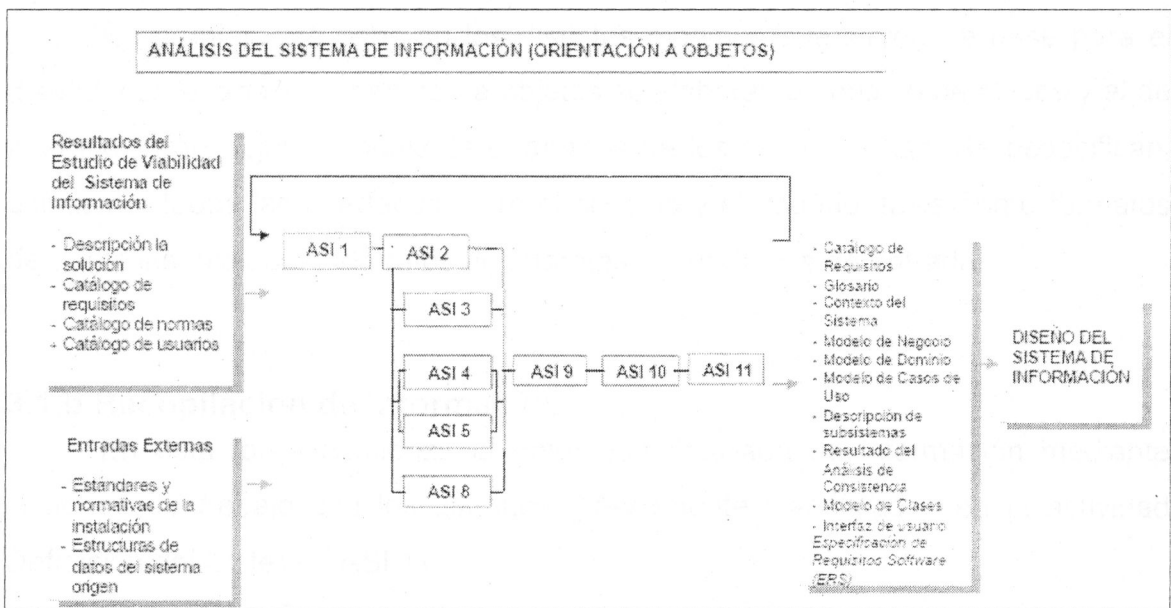 ANÁLISIS DEL SISTEMA DE INFORMACIÓN (ORIENTACIÓN A OBJETOS)
Resultados del
Estudio de Viabilidad
del Sistema de
Información
- Descripción la
solución
- Catálogo de
requisitos
- Catálogo de normas
- Catálogo de usuarios
Entradas Externas
- Estándares y
normativas de la
instalación
- Estructuras de
datos del sistema
origen
ASI 1
ASI 2
ASI 3
ASI 4
ASI 5
ASI 8
ASI 9
ASI 10
ASI 11
- Catálogo de
Requisitos
- Glosario
- Contexto del
Sistema
- Modelo de Negocio
- Modelo de Dominio
- Modelo de Casos de
Uso
- Descripción de
subsistemas
- Resultado del
Análisis de
Consistencia
- Modelo de Clases
- Interfaz de usuario
Especificación de
Requisitos Software
(ERS)
DISEÑO DEL
SISTEMA DE
INFORMACIÓN